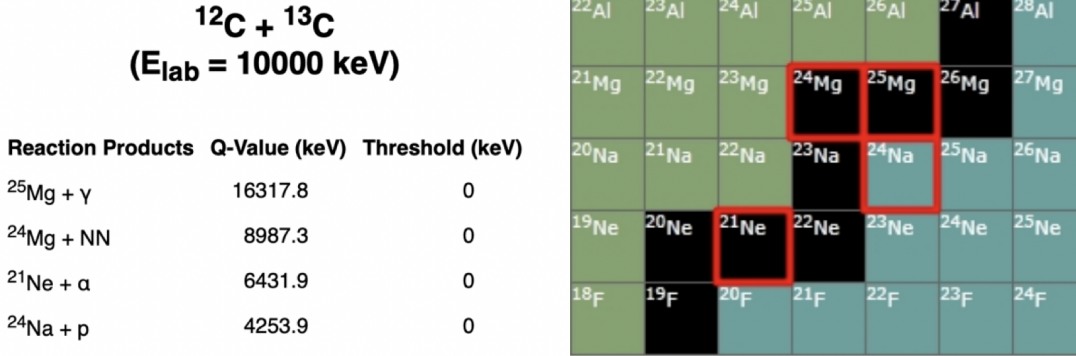 ¹²C + ¹³C
(E_lab = 10000 keV)
Reaction Products Q-Value (keV) Threshold (keV)
²⁵Mg + γ 16317.8 0
²⁴Mg + NN 8987.3 0
²¹Ne + α 6431.9 0
²⁴Na + p 4253.9 0
²²Al ²³Al ²⁴Al ²⁵Al ²⁶Al ²⁷Al ²⁸Al
²¹Mg ²²Mg ²³Mg ²⁴Mg ²⁵Mg ²⁶Mg ²⁷Mg
²⁰Na ²¹Na ²²Na ²³Na ²⁴Na ²⁵Na ²⁶Na
¹⁹Ne ²⁰Ne ²¹Ne ²²Ne ²³Ne ²⁴Ne ²⁵Ne
¹⁸F ¹⁹F ²⁰F ²¹F ²²F ²³F ²⁴F